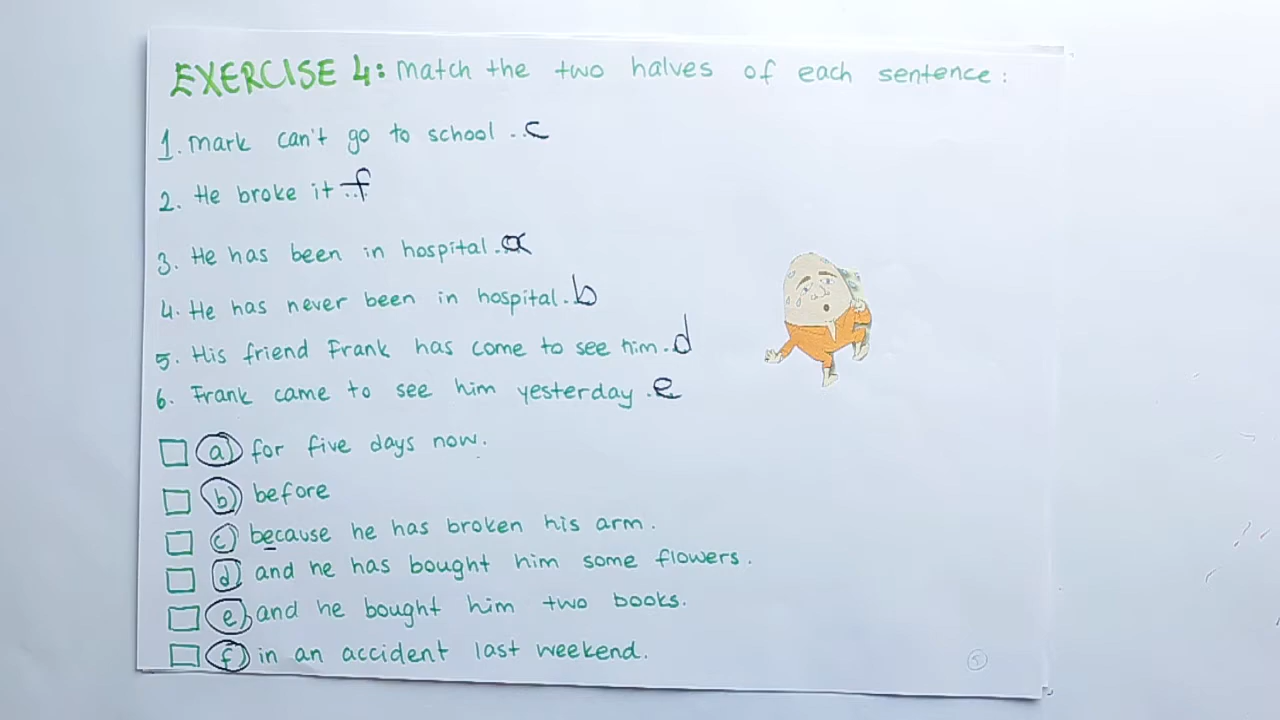 EXERCISE 4: Match the two halves of each sentence:
1. Mark can't go to school ..c
2. He broke it ..f
3. He has been in hospital..a
4. He has never been in hospital.b
5. His friend Frank has come to see him.d
6. Frank came to see him yesterday.e
a) for five days now.
b) before
c) because he has broken his arm.
d) and he has bought him some flowers.
e) and he bought him two books.
f) in an accident last weekend.
5